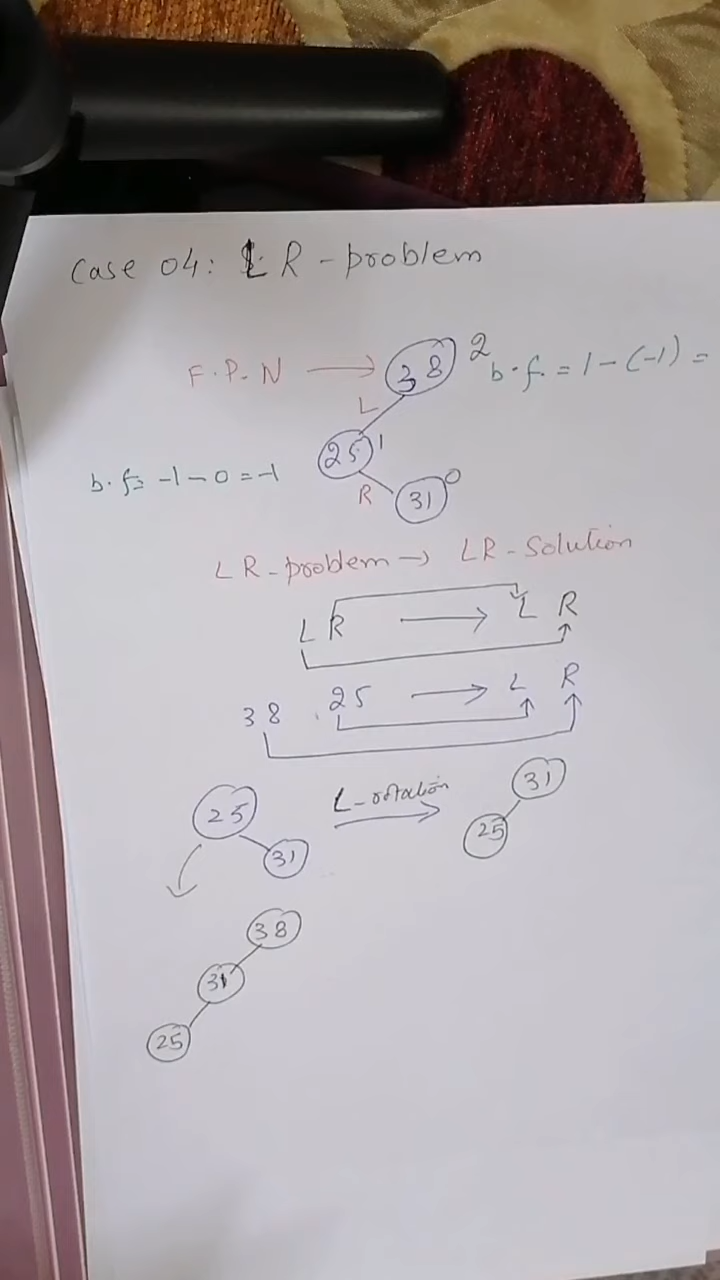 Case 04: LR - problem
F.P.N → 38 2 b.f. = 1 - (-1) =
L
b.f = -1 - 0 = -1 25 1
R 31 0
LR - problem → LR - Solution
L R → L R
38 25 → L R
25 L - rotation 31
31 25
38
31
25